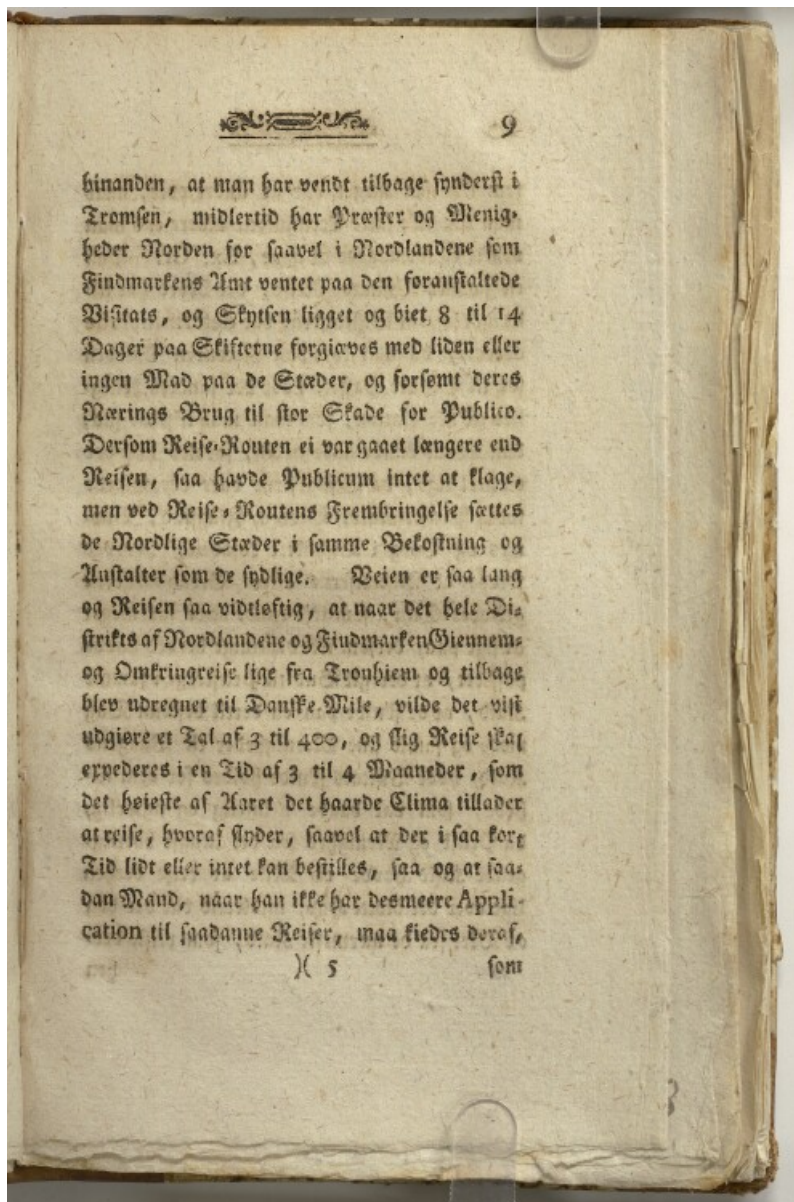 9
hinanden, at man har vendt tilbage synderst i
Tromsen, midlertid har Præster og Menig-
heder Norden for saavel i Nordlandene som
Findmarkens Amt ventet paa den foranstaltede
Visitats, og Skytsen ligget og biet 8 til 14
Dager paa Skifterne forgiæves med liden eller
ingen Mad paa de Stæder, og forsømt deres
Nærings Brug til stor Skade for Publico.
Dersom Reise-Routen ei var gaaet længere end
Reisen, saa havde Publicum intet at klage,
men ved Reise-Routens Frembringelse sættes
de Nordlige Stæder i samme Bekostning og
Anstalter som de sydlige. Veien er saa lang
og Reisen saa vidtløftig, at naar det hele Di-
strikts af Nordlandene og Findmarken Giennem-
og Omkringreise lige fra Tronhiem og tilbage
blev udregnet til Danske Mile, vilde det vist
udgiøre et Tal af 3 til 400, og slig Reise skal
expederes i en Tid af 3 til 4 Maaneder, som
det høieste af Aaret det haarde Clima tillader
at reise, hvoraf flyder, saavel at der i saa kort
Tid lidt eller intet kan bestilles, saa og at saa-
dan Mand, naar han ikke har desmeere Appli-
cation til saadanne Reiser, maa kiedes deraf,
)( 5 som